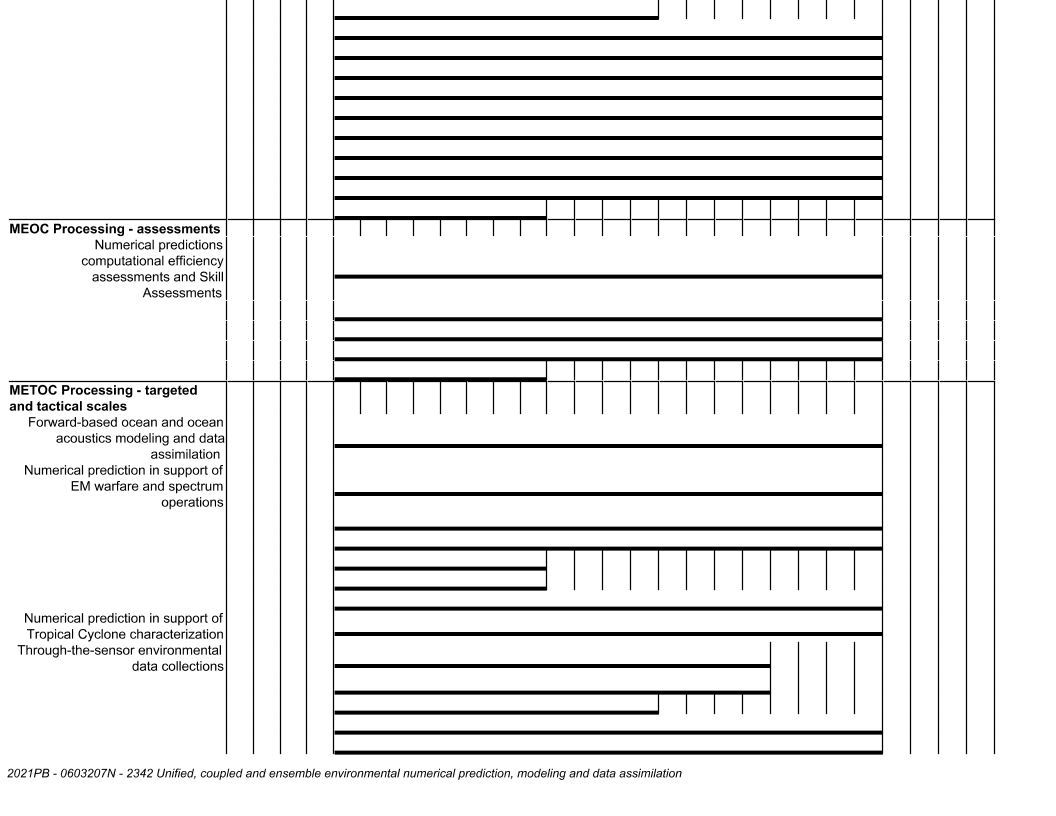 MEOC Processing - assessments
Numerical predictions
computational efficiency
assessments and Skill
Assessments
METOC Processing - targeted
and tactical scales
Forward-based ocean and ocean
acoustics modeling and data
assimilation
Numerical prediction in support of
EM warfare and spectrum
operations
Numerical prediction in support of
Tropical Cyclone characterization
Through-the-sensor environmental
data collections
2021PB - 0603207N - 2342 Unified, coupled and ensemble environmental numerical prediction, modeling and data assimilation